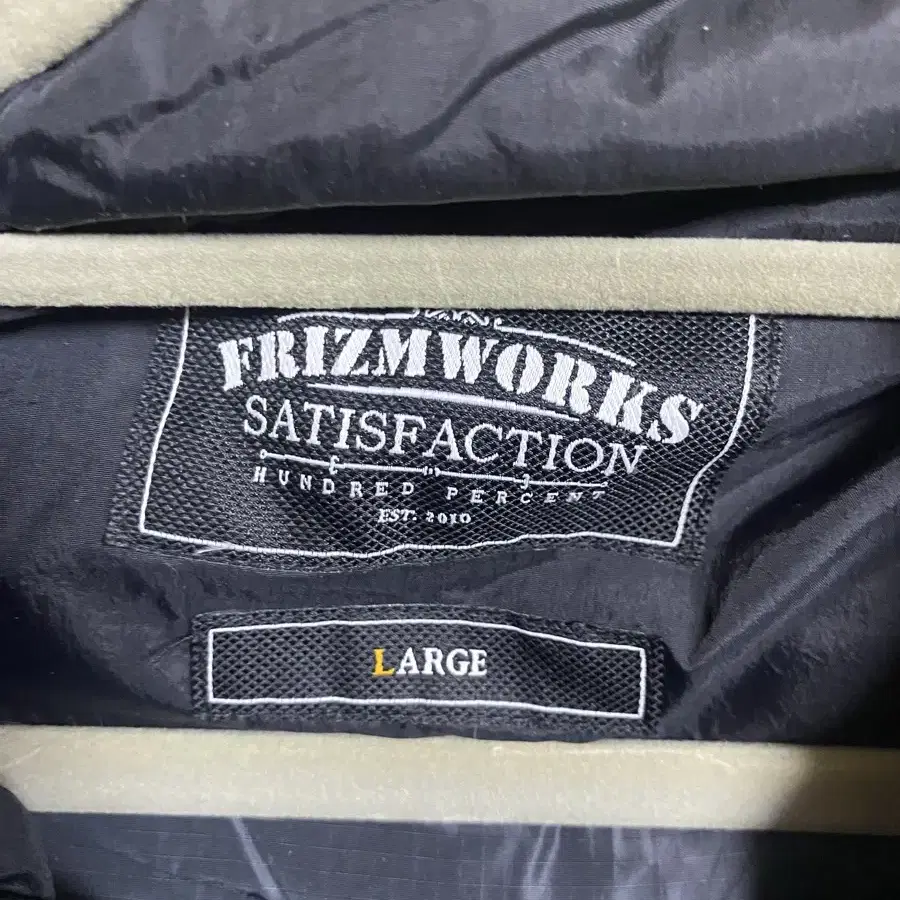 FRIZMWORKS
SATISFACTION
HUNDRED PERCENT
EST. 2010
LARGE